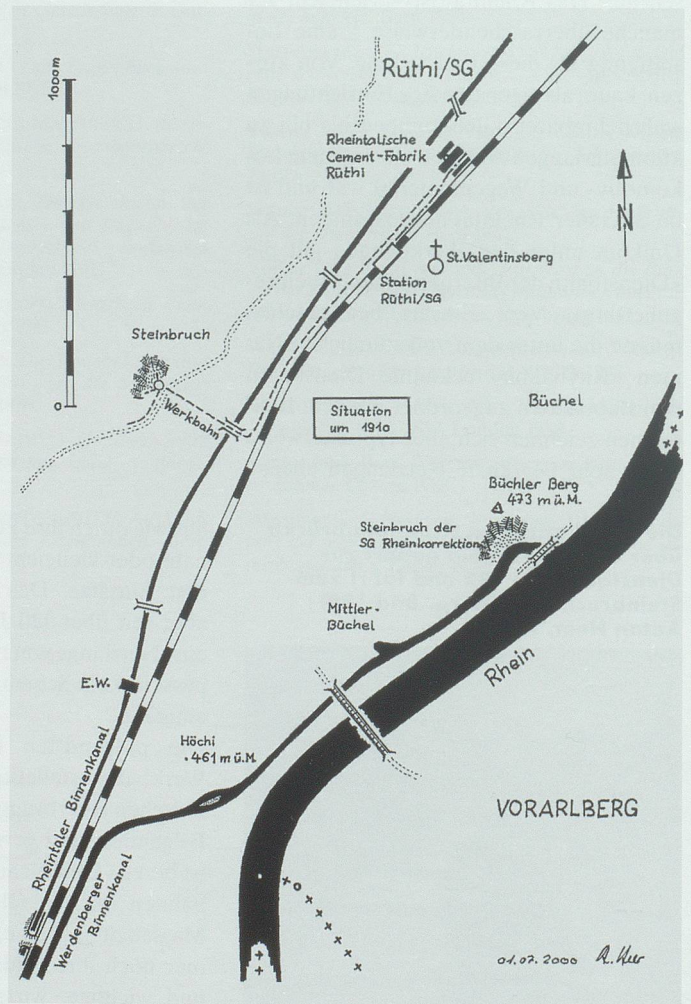 1000m
0
Rüthi/SG
Rheintalische
Cement-Fabrik
Rüthi
N
St.Valentinsberg
Station
Rüthi/SG
Steinbruch
Werkbahn
Situation
um 1910
Büchel
Büchler Berg
473 m ü.M.
Steinbruch der
SG Rheinkorrektion
Mittler-
Büchel
Rhein
E.W.
Höchi
461 m ü.M.
Rheintaler Binnenkanal
Werdenberger
Binnenkanal
VORARLBERG
01.07.2000